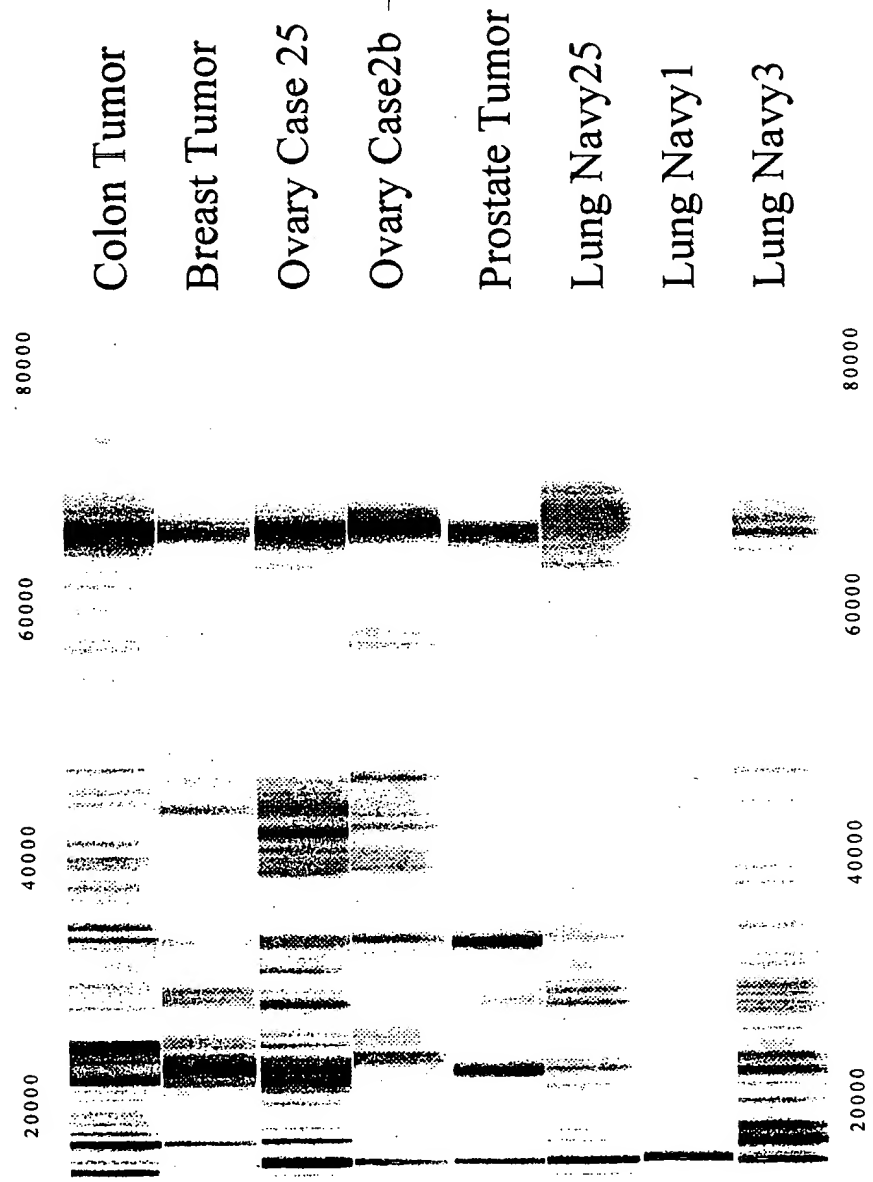 Colon Tumor
Breast Tumor
Ovary Case 25
Ovary Case2b
Prostate Tumor
Lung Navy25
Lung Navy1
Lung Navy3
80000
60000
40000
20000
80000
60000
40000
20000